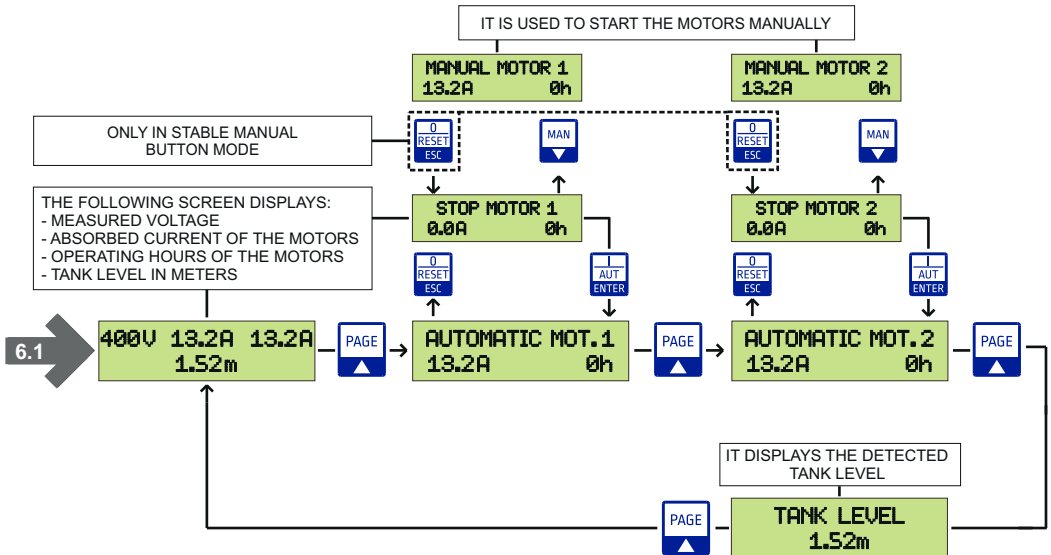 IT IS USED TO START THE MOTORS MANUALLY
MANUAL MOTOR 1
13.2A 0h
MANUAL MOTOR 2
13.2A 0h
ONLY IN STABLE MANUAL
BUTTON MODE
0
RESET
ESC
MAN
0
RESET
ESC
MAN
THE FOLLOWING SCREEN DISPLAYS:
- MEASURED VOLTAGE
- ABSORBED CURRENT OF THE MOTORS
- OPERATING HOURS OF THE MOTORS
- TANK LEVEL IN METERS
STOP MOTOR 1
0.0A 0h
STOP MOTOR 2
0.0A 0h
0
RESET
ESC
I
AUT
ENTER
0
RESET
ESC
I
AUT
ENTER
6.1
400V 13.2A 13.2A
1.52m
PAGE
AUTOMATIC MOT.1
13.2A 0h
PAGE
AUTOMATIC MOT.2
13.2A 0h
PAGE
IT DISPLAYS THE DETECTED
TANK LEVEL
PAGE
TANK LEVEL
1.52m